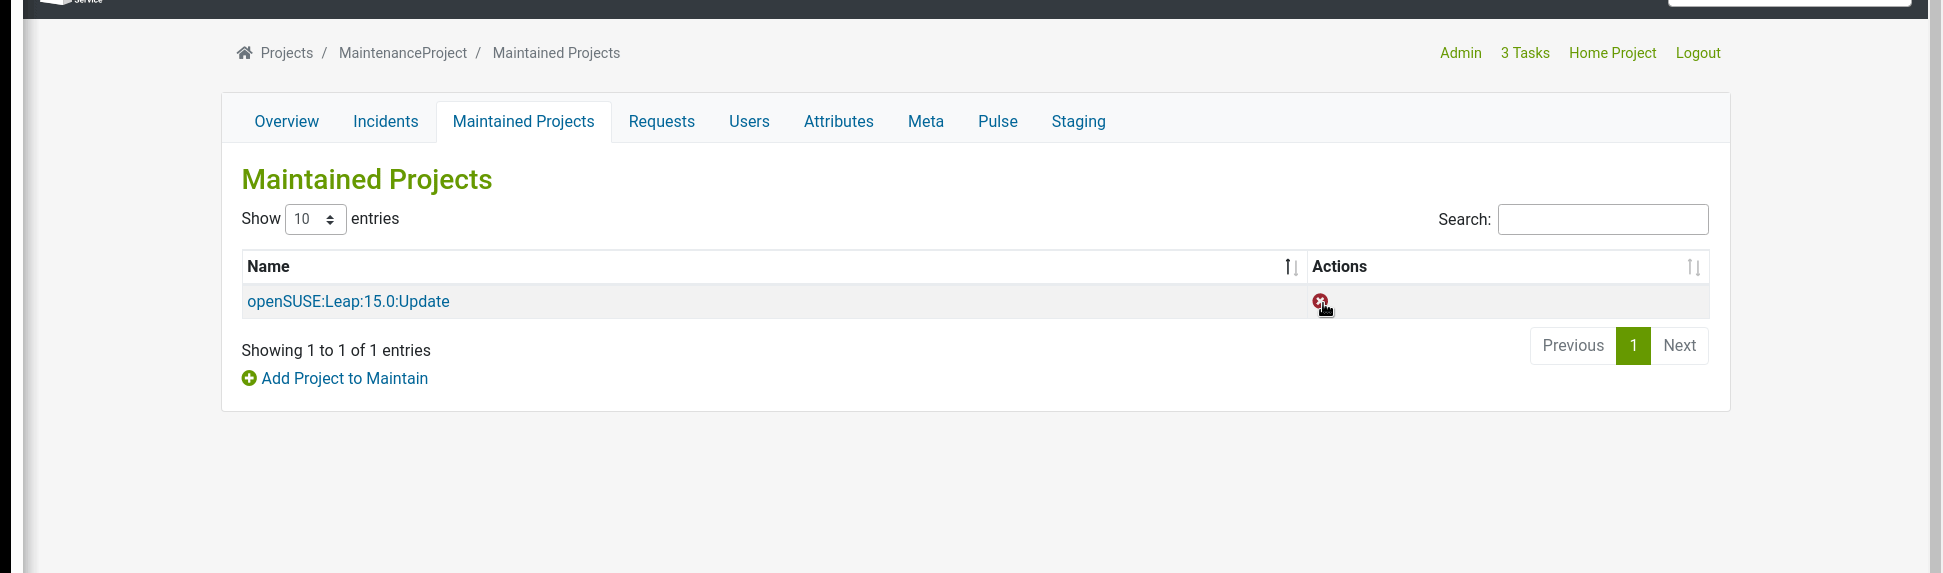 Service
Projects / MaintenanceProject / Maintained Projects
Admin 3 Tasks Home Project Logout
Overview Incidents Maintained Projects Requests Users Attributes Meta Pulse Staging
Maintained Projects
Show 10 entries
Search:
Name Actions
openSUSE:Leap:15.0:Update
Showing 1 to 1 of 1 entries
Previous 1 Next
Add Project to Maintain